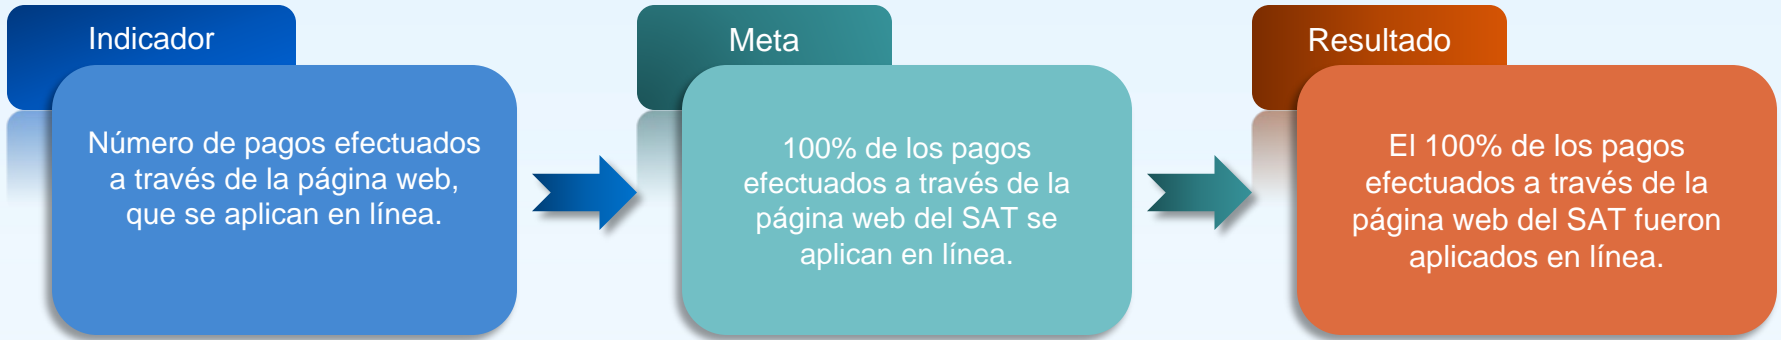 Indicador
Número de pagos efectuados
a través de la página web,
que se aplican en línea.
Meta
100% de los pagos
efectuados a través de la
página web del SAT se
aplican en línea.
Resultado
El 100% de los pagos
efectuados a través de la
página web del SAT fueron
aplicados en línea.